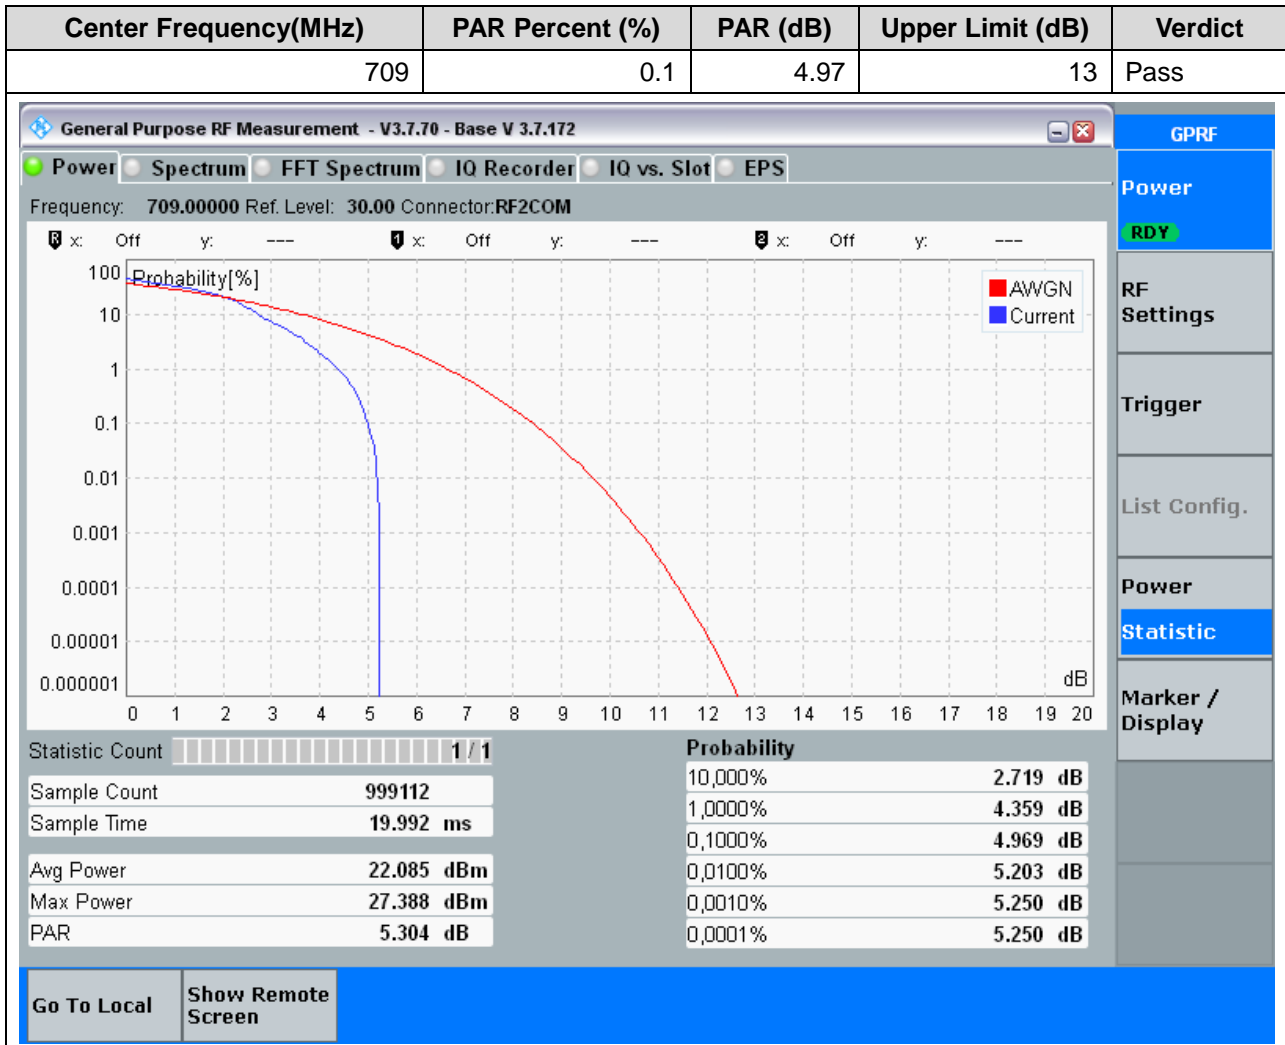 Center Frequency(MHz) PAR Percent (%) PAR (dB) Upper Limit (dB) Verdict
709 0.1 4.97 13 Pass
General Purpose RF Measurement - V3.7.70 - Base V 3.7.172
GPRF
Power Spectrum FFT Spectrum IQ Recorder IQ vs. Slot EPS
Frequency: 709.00000 Ref. Level: 30.00 Connector:RF2COM
R x: Off y: --- 1 x: Off y: --- 2 x: Off y: ---
Probability[%]
100
10
1
0.1
0.01
0.001
0.0001
0.00001
0.000001
AWGN
Current
dB
0 1 2 3 4 5 6 7 8 9 10 11 12 13 14 15 16 17 18 19 20
Statistic Count 1 / 1
Sample Count 999112
Sample Time 19.992 ms
Avg Power 22.085 dBm
Max Power 27.388 dBm
PAR 5.304 dB
Probability
10,000% 2.719 dB
1,0000% 4.359 dB
0,1000% 4.969 dB
0,0100% 5.203 dB
0,0010% 5.250 dB
0,0001% 5.250 dB
Power
RDY
RF
Settings
Trigger
List Config.
Power
Statistic
Marker /
Display
Go To Local
Show Remote
Screen